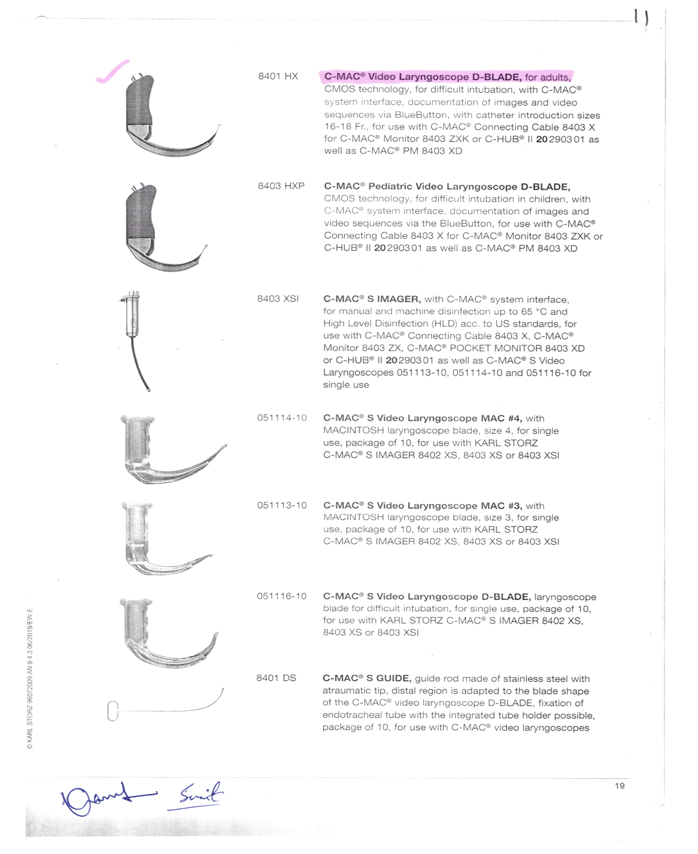 11
8401 HX
C-MAC® Video Laryngoscope D-BLADE, for adults,
CMOS technology, for difficult intubation, with C-MAC®
system interface, documentation of images and video
sequences via BlueButton, with catheter introduction sizes
16-18 Fr., for use with C-MAC® Connecting Cable 8403 X
for C-MAC® Monitor 8403 ZXK or C-HUB® II 20290301 as
well as C-MAC® PM 8403 XD
8403 HXP
C-MAC® Pediatric Video Laryngoscope D-BLADE,
CMOS technology, for difficult intubation in children, with
C-MAC® system interface, documentation of images and
video sequences via the BlueButton, for use with C-MAC®
Connecting Cable 8403 X for C-MAC® Monitor 8403 ZXK or
C-HUB® II 20290301 as well as C-MAC® PM 8403 XD
8403 XSI
C-MAC® S IMAGER, with C-MAC® system interface,
for manual and machine disinfection up to 65 °C and
High Level Disinfection (HLD) acc. to US standards, for
use with C-MAC® Connecting Cable 8403 X, C-MAC®
Monitor 8403 ZX, C-MAC® POCKET MONITOR 8403 XD
or C-HUB® II 20290301 as well as C-MAC® S Video
Laryngoscopes 051113-10, 051114-10 and 051116-10 for
single use
051114-10
C-MAC® S Video Laryngoscope MAC #4, with
MACINTOSH laryngoscope blade, size 4, for single
use, package of 10, for use with KARL STORZ
C-MAC® S IMAGER 8402 XS, 8403 XS or 8403 XSI
051113-10
C-MAC® S Video Laryngoscope MAC #3, with
MACINTOSH laryngoscope blade, size 3, for single
use, package of 10, for use with KARL STORZ
C-MAC® S IMAGER 8402 XS, 8403 XS or 8403 XSI
051116-10
C-MAC® S Video Laryngoscope D-BLADE, laryngoscope
blade for difficult intubation, for single use, package of 10,
for use with KARL STORZ C-MAC® S IMAGER 8402 XS,
8403 XS or 8403 XSI
8401 DS
C-MAC® S GUIDE, guide rod made of stainless steel with
atraumatic tip, distal region is adapted to the blade shape
of the C-MAC® video laryngoscope D-BLADE, fixation of
endotracheal tube with the integrated tube holder possible,
package of 10, for use with C-MAC® video laryngoscopes
© KARL STORZ 96072009 AN 9 4.3 06/2019/EW-E
19